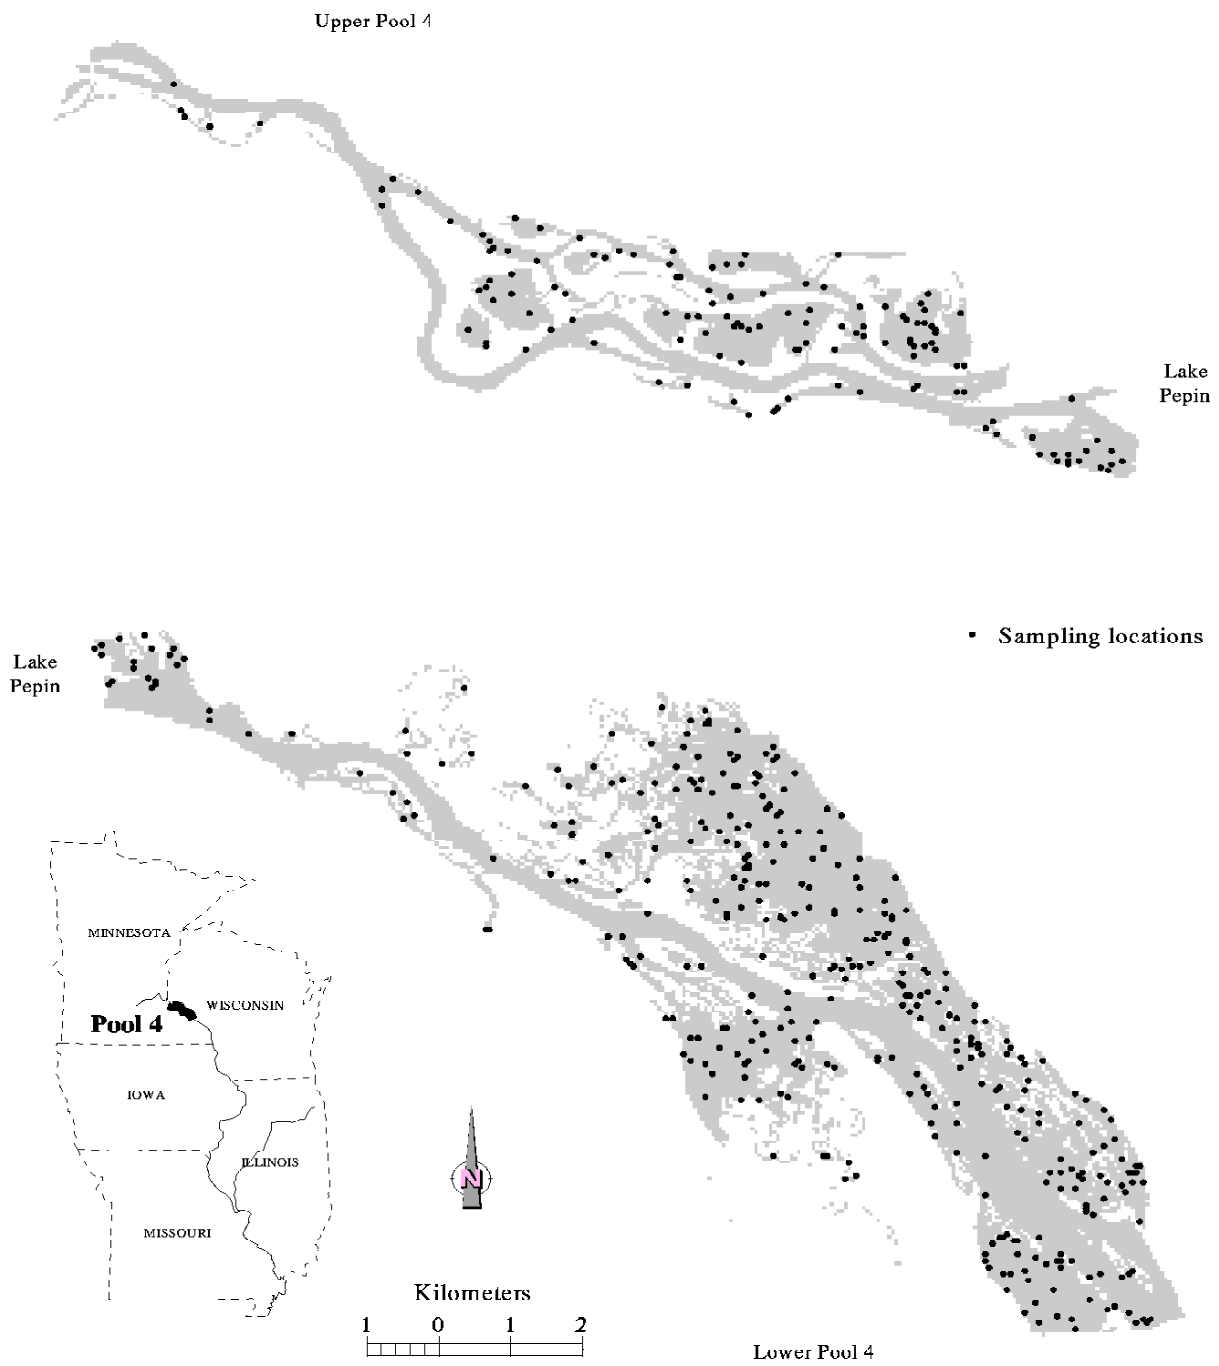 Upper Pool 4
Lake
Pepin
Sampling locations
Lake
Pepin
MINNESOTA
WISCONSIN
Pool 4
IOWA
ILLINOIS
MISSOURI
N
Kilometers
1 0 1 2
Lower Pool 4